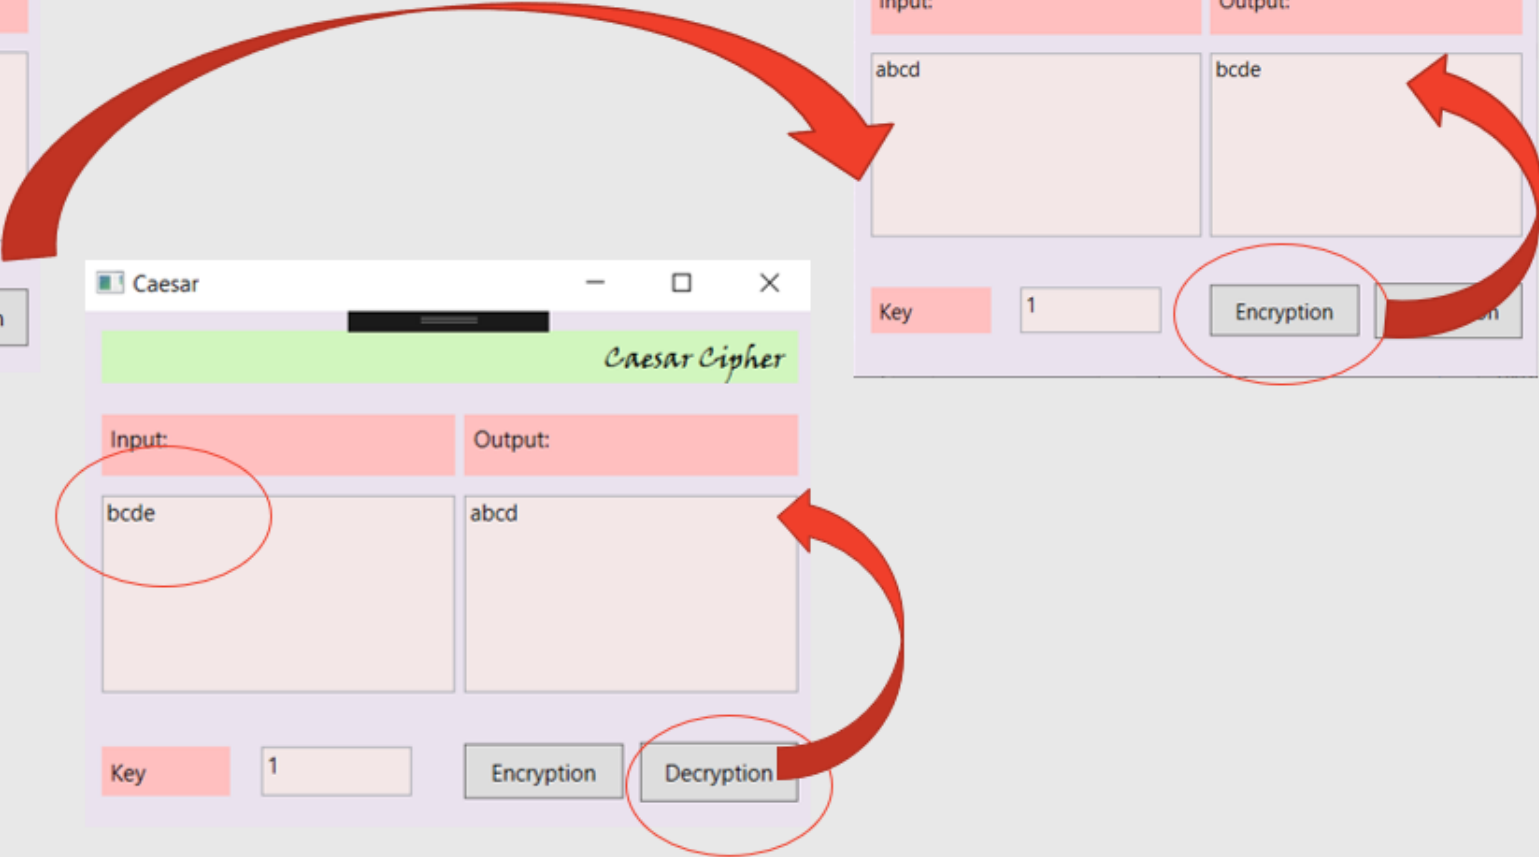 Input:
Output:
abcd
bcde
Key
1
Encryption
Caesar
Caesar Cipher
Input:
Output:
bcde
abcd
Key
1
Encryption
Decryption